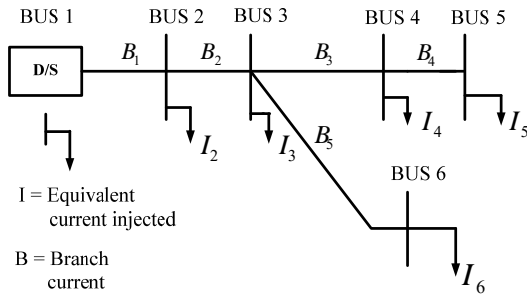 BUS 1
BUS 2
BUS 3
BUS 4
BUS 5
D/S
B1
B2
B3
B4
I2
I3
B5
I4
I5
BUS 6
I = Equivalent
current injected
B = Branch
current
I6